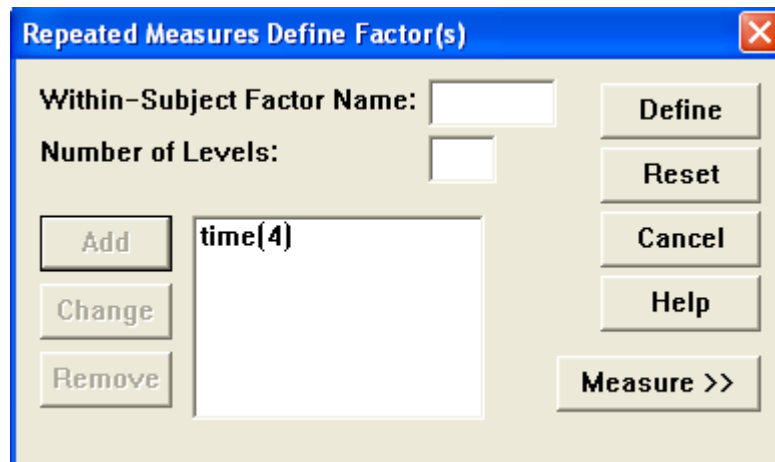 Repeated Measures Define Factor(s)
Within-Subject Factor Name:
Define
Number of Levels:
Reset
Add
time(4)
Cancel
Change
Help
Remove
Measure >>